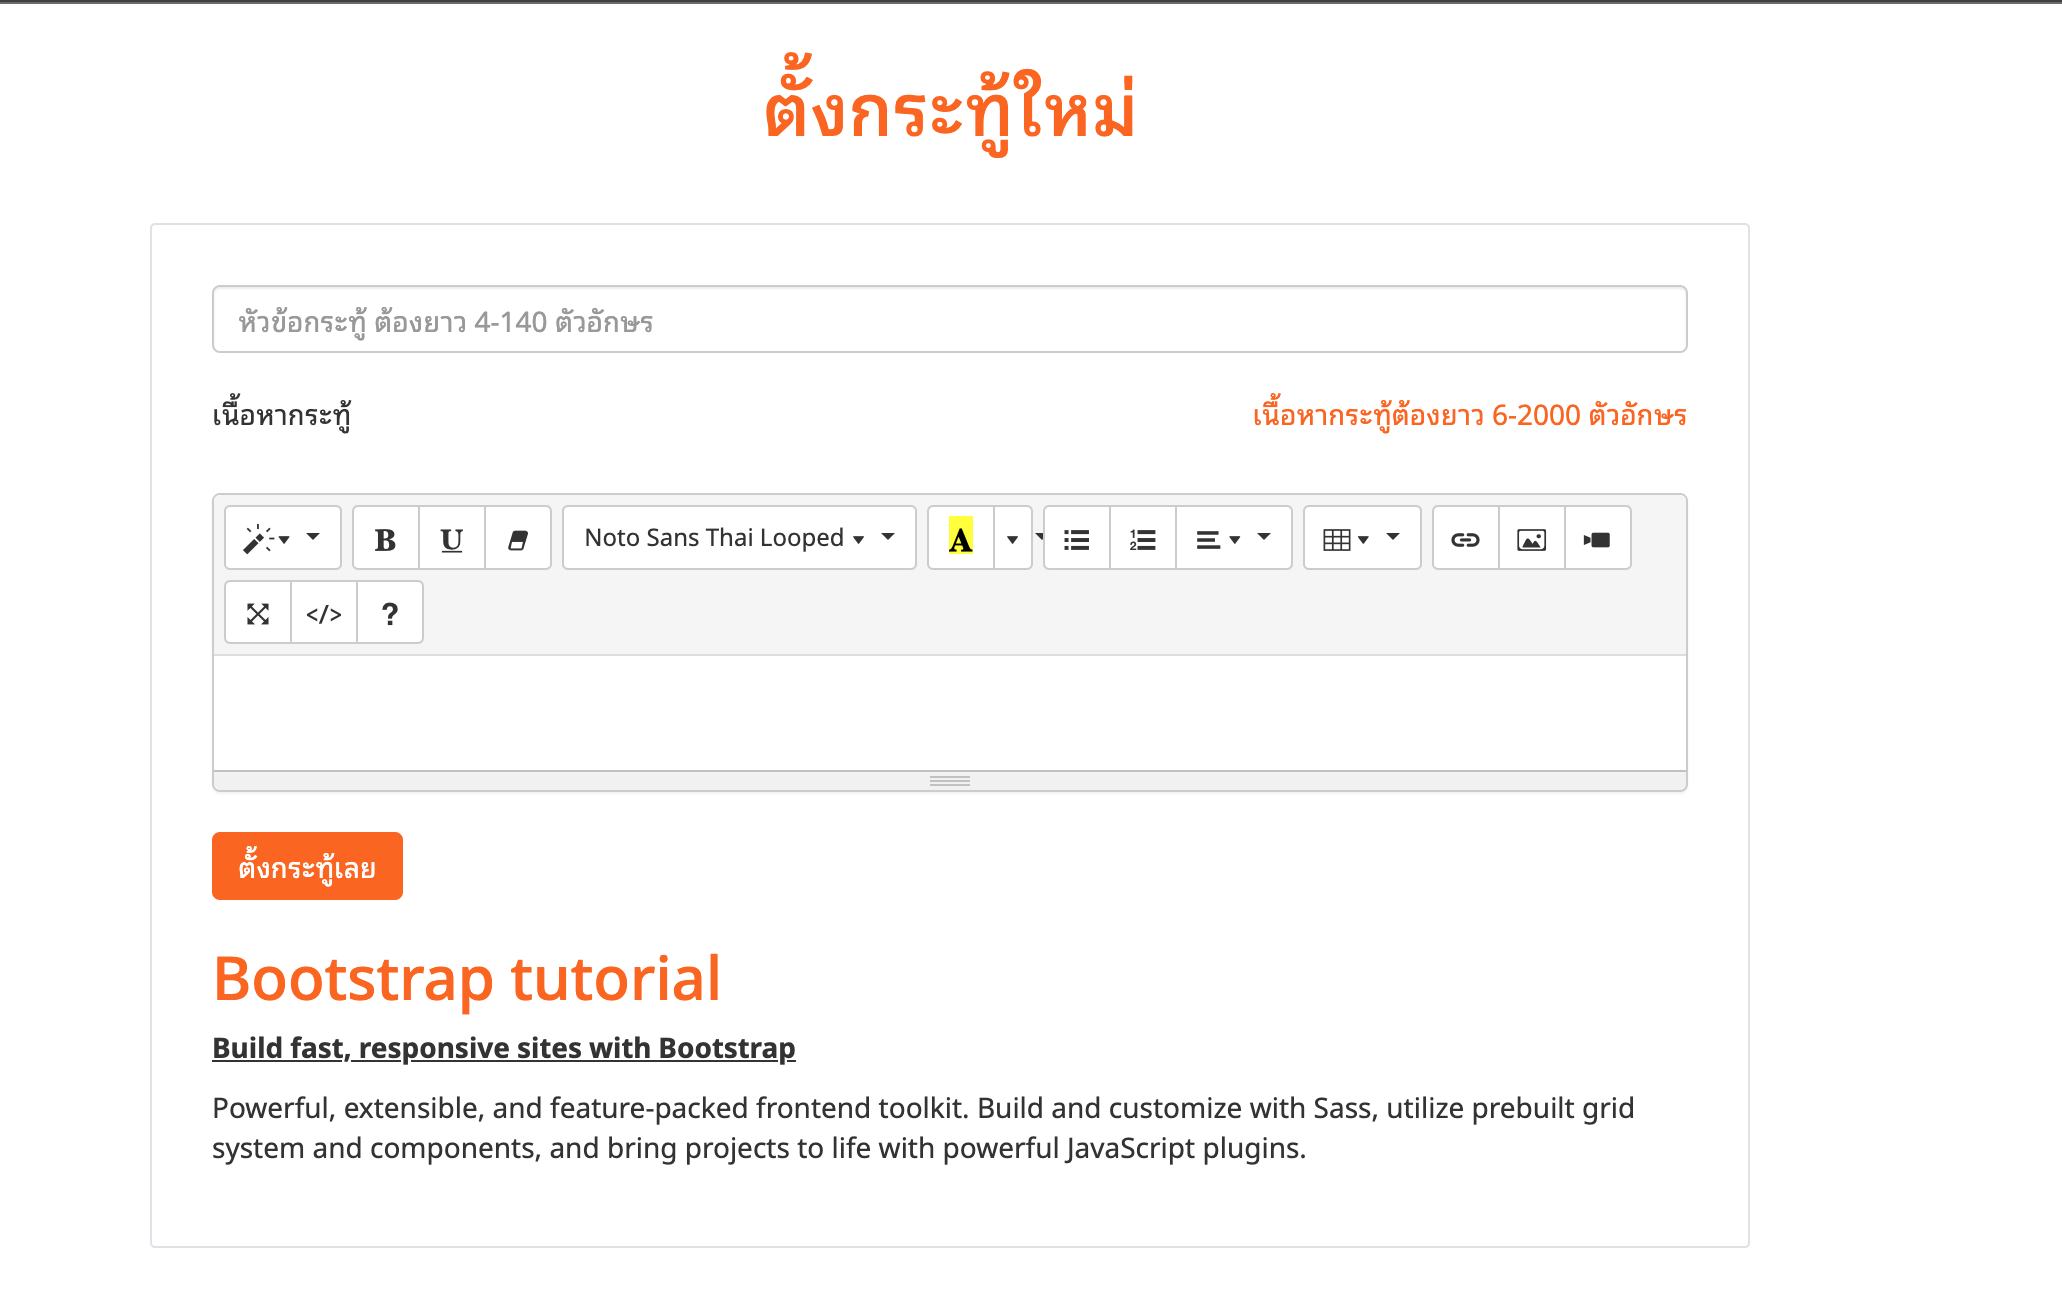 ตั้งกระทู้ใหม่
หัวข้อกระทู้ ต้องยาว 4-140 ตัวอักษร
เนื้อหากระทู้ เนื้อหากระทู้ต้องยาว 6-2000 ตัวอักษร
B U Noto Sans Thai Looped A
</> ?
ตั้งกระทู้เลย
Bootstrap tutorial
Build fast, responsive sites with Bootstrap
Powerful, extensible, and feature-packed frontend toolkit. Build and customize with Sass, utilize prebuilt grid
system and components, and bring projects to life with powerful JavaScript plugins.